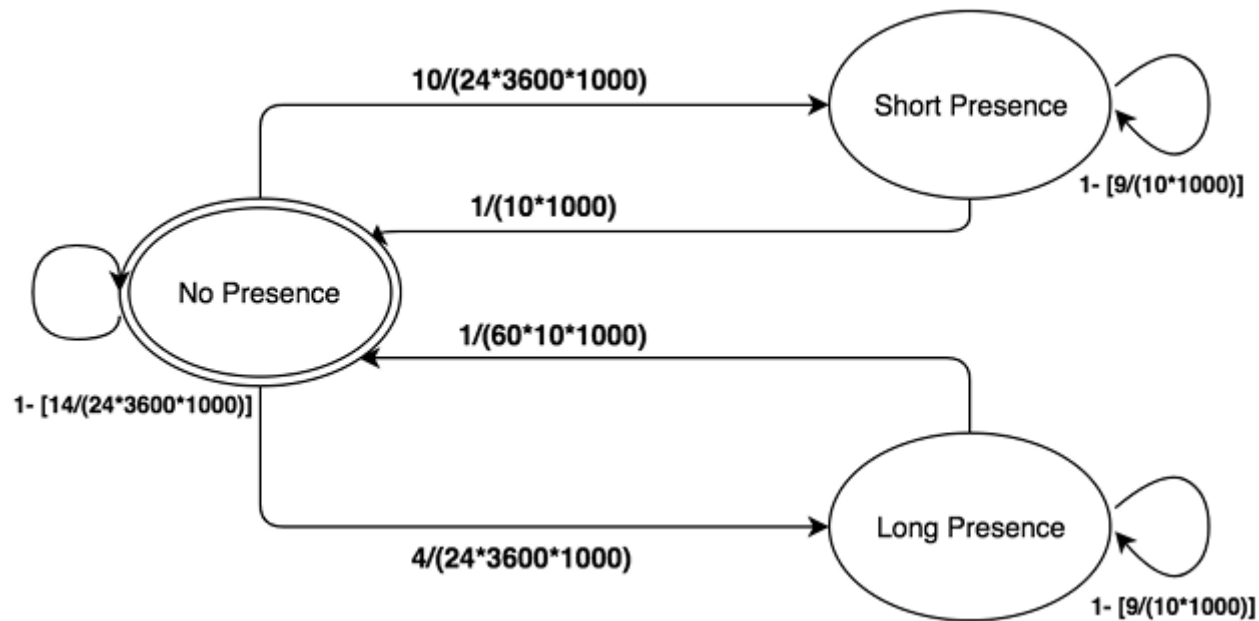 10/(24*3600*1000)
Short Presence
1- [9/(10*1000)]
1/(10*1000)
No Presence
1/(60*10*1000)
1- [14/(24*3600*1000)]
Long Presence
4/(24*3600*1000)
1- [9/(10*1000)]